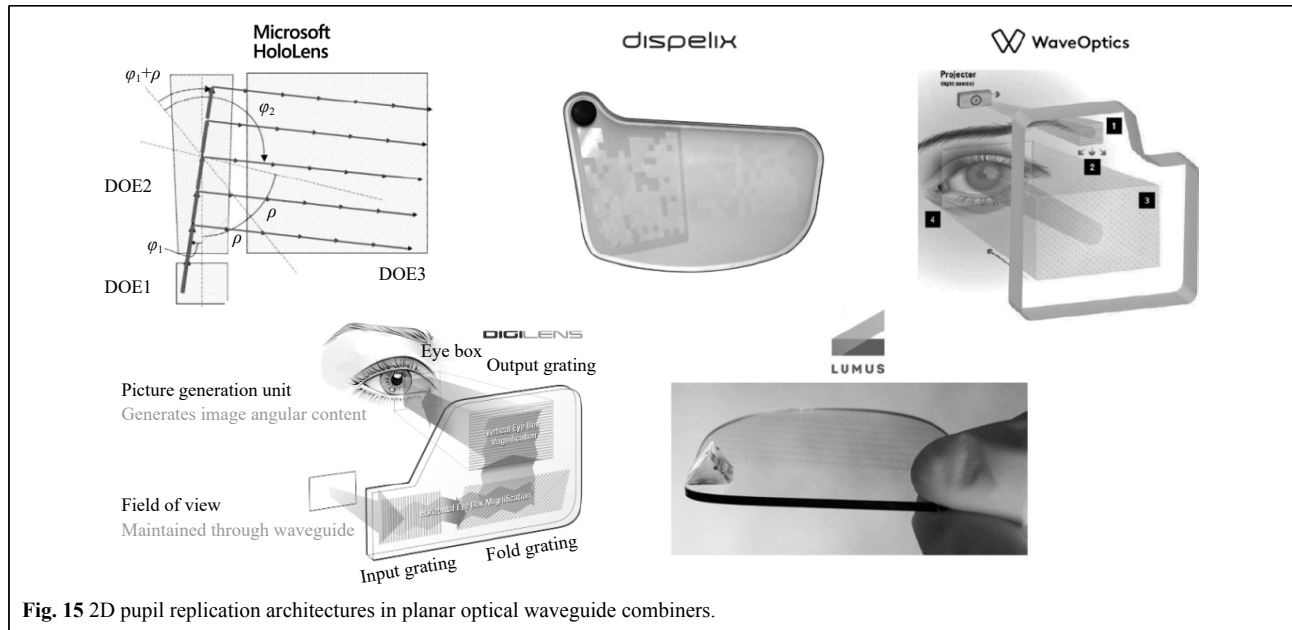 Microsoft
HoloLens
dispelix
WaveOptics
φ₁+ρ
φ₂
DOE2
ρ
φ₁
ρ
DOE1
DOE3
Projector
(light source)
1
2
3
4
DIGILENS
Eye box
Output grating
Picture generation unit
Generates image angular content
Vertical Eye Box
Magnification
Field of view
Maintained through waveguide
Horizontal Eye Box Magnification
Input grating
Fold grating
LUMUS
Fig. 15 2D pupil replication architectures in planar optical waveguide combiners.